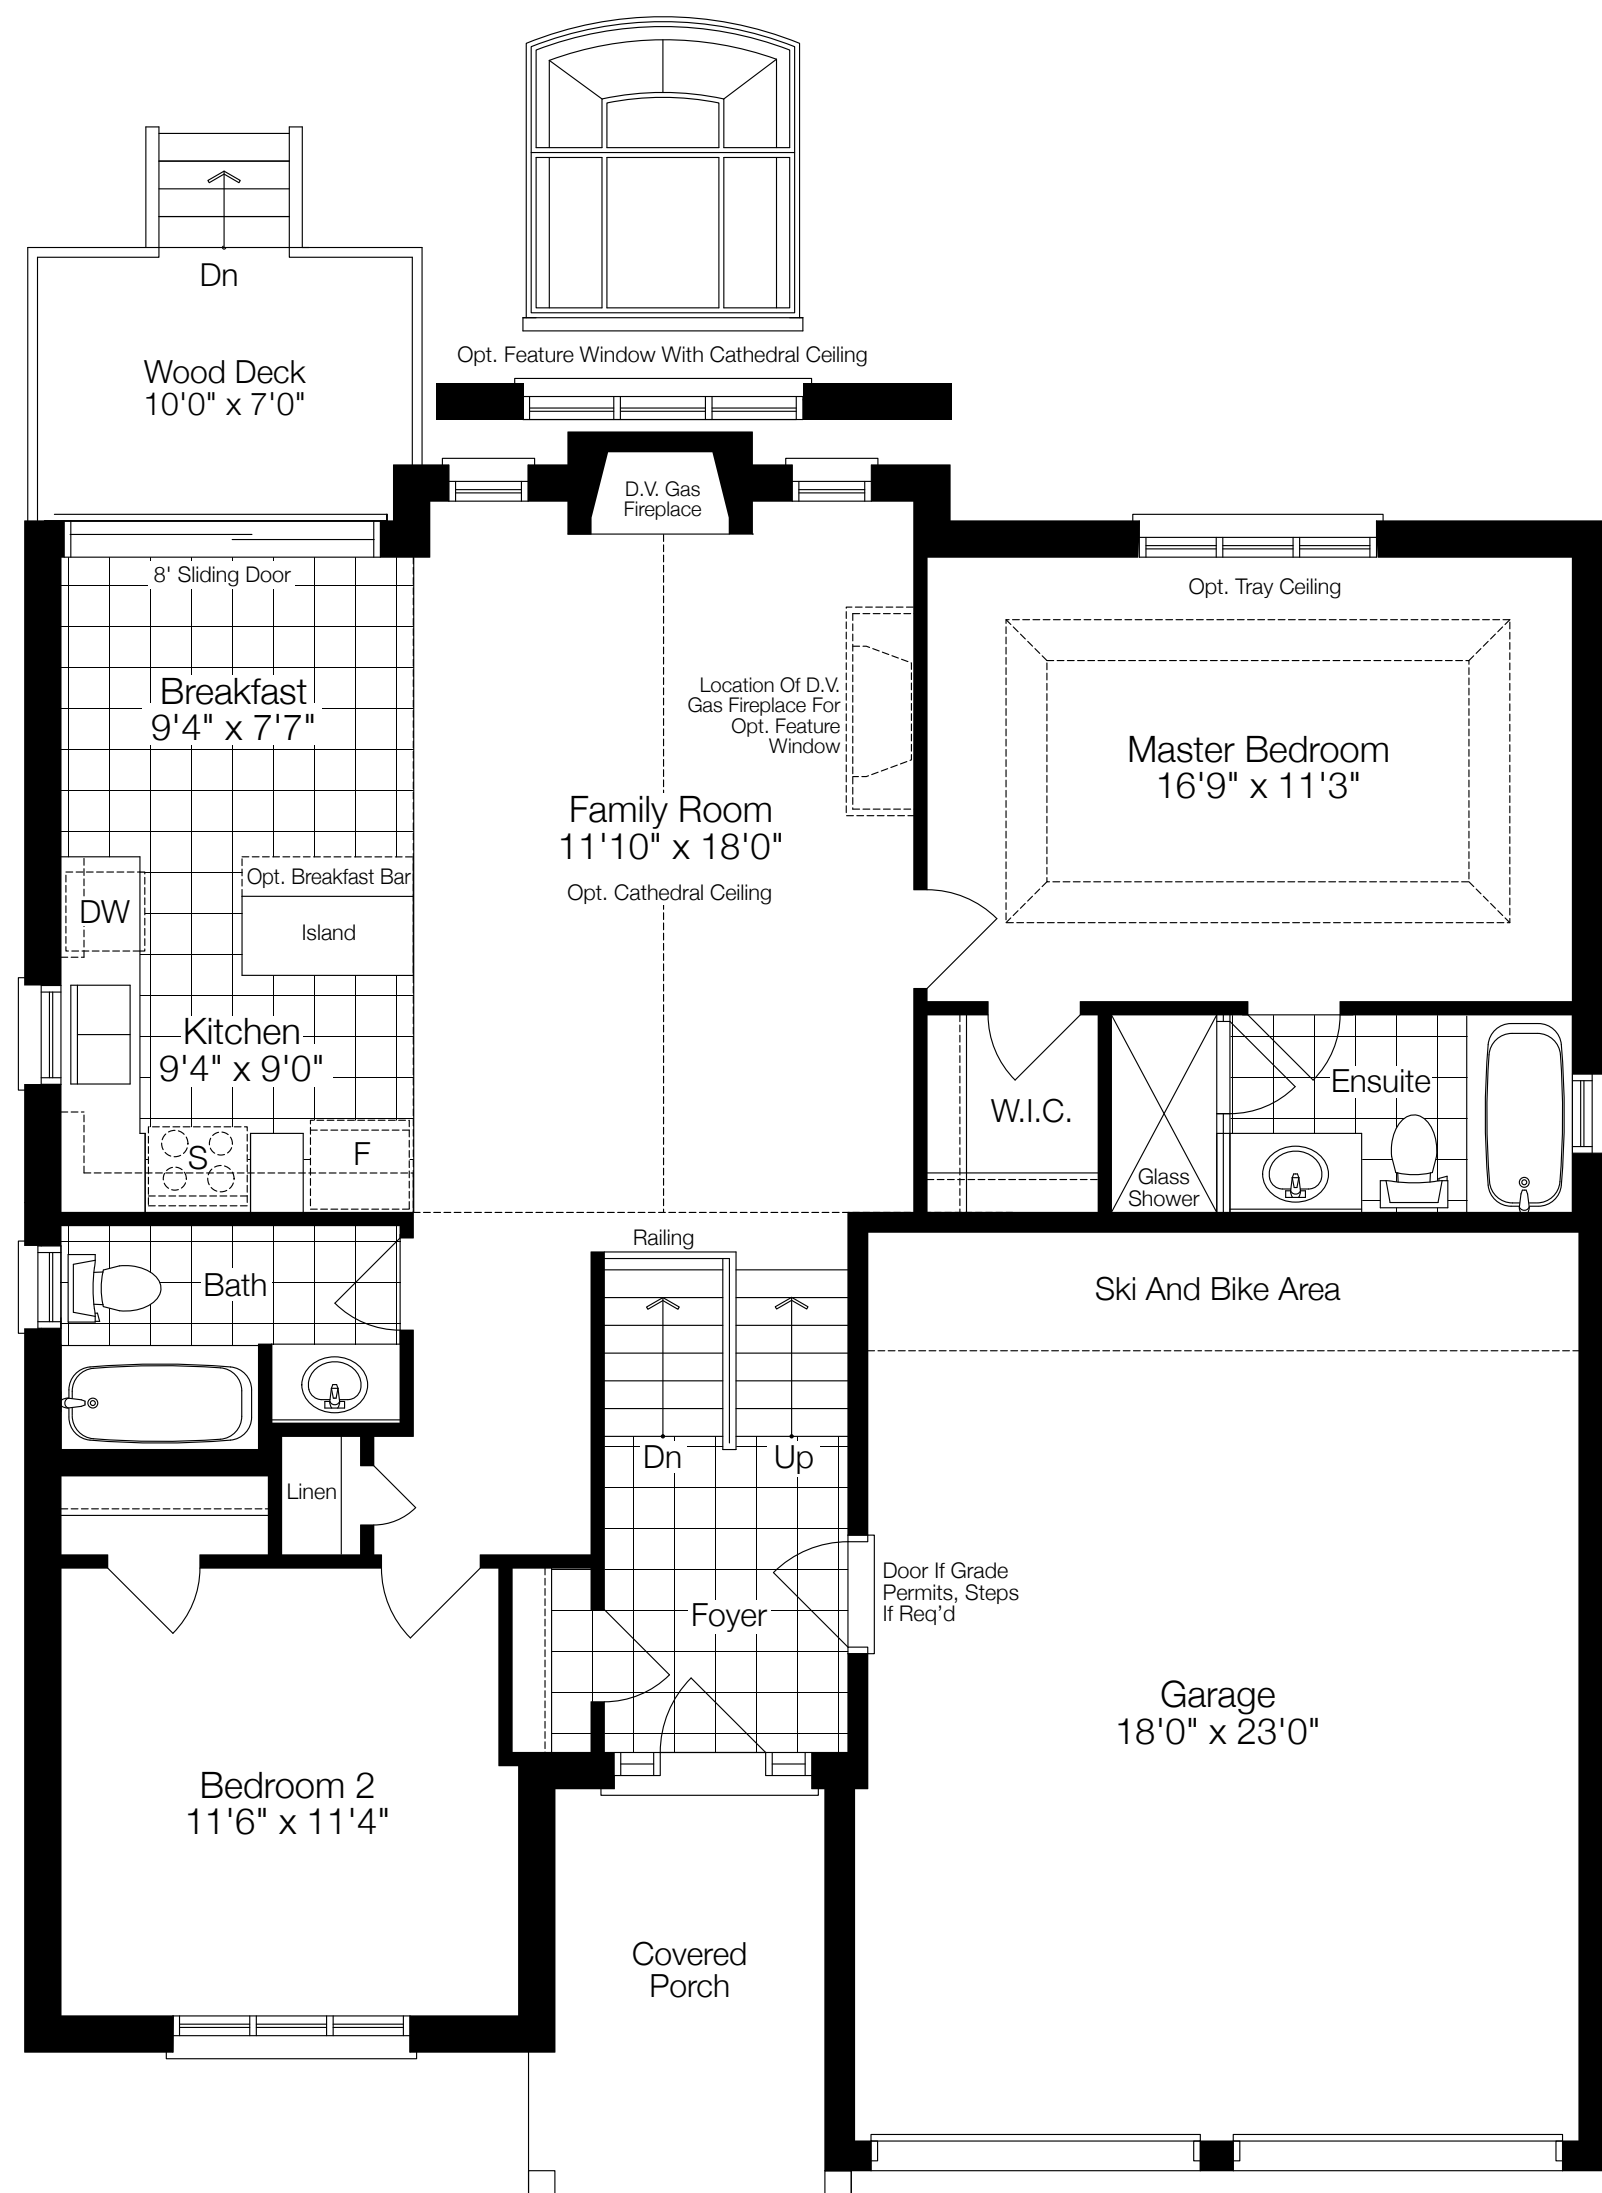 Dn
Wood Deck
10'0" x 7'0"
Opt. Feature Window With Cathedral Ceiling
D.V. Gas
Fireplace
8' Sliding Door
Opt. Tray Ceiling
Breakfast
9'4" x 7'7"
Location Of D.V.
Gas Fireplace For
Opt. Feature
Window
Master Bedroom
16'9" x 11'3"
Family Room
11'10" x 18'0"
Opt. Cathedral Ceiling
Opt. Breakfast Bar
DW
Island
Kitchen
9'4" x 9'0"
S
F
W.I.C.
Ensuite
Glass
Shower
Railing
Bath
Ski And Bike Area
Dn
Up
Linen
Door If Grade
Permits, Steps
If Req'd
Foyer
Garage
18'0" x 23'0"
Bedroom 2
11'6" x 11'4"
Covered
Porch